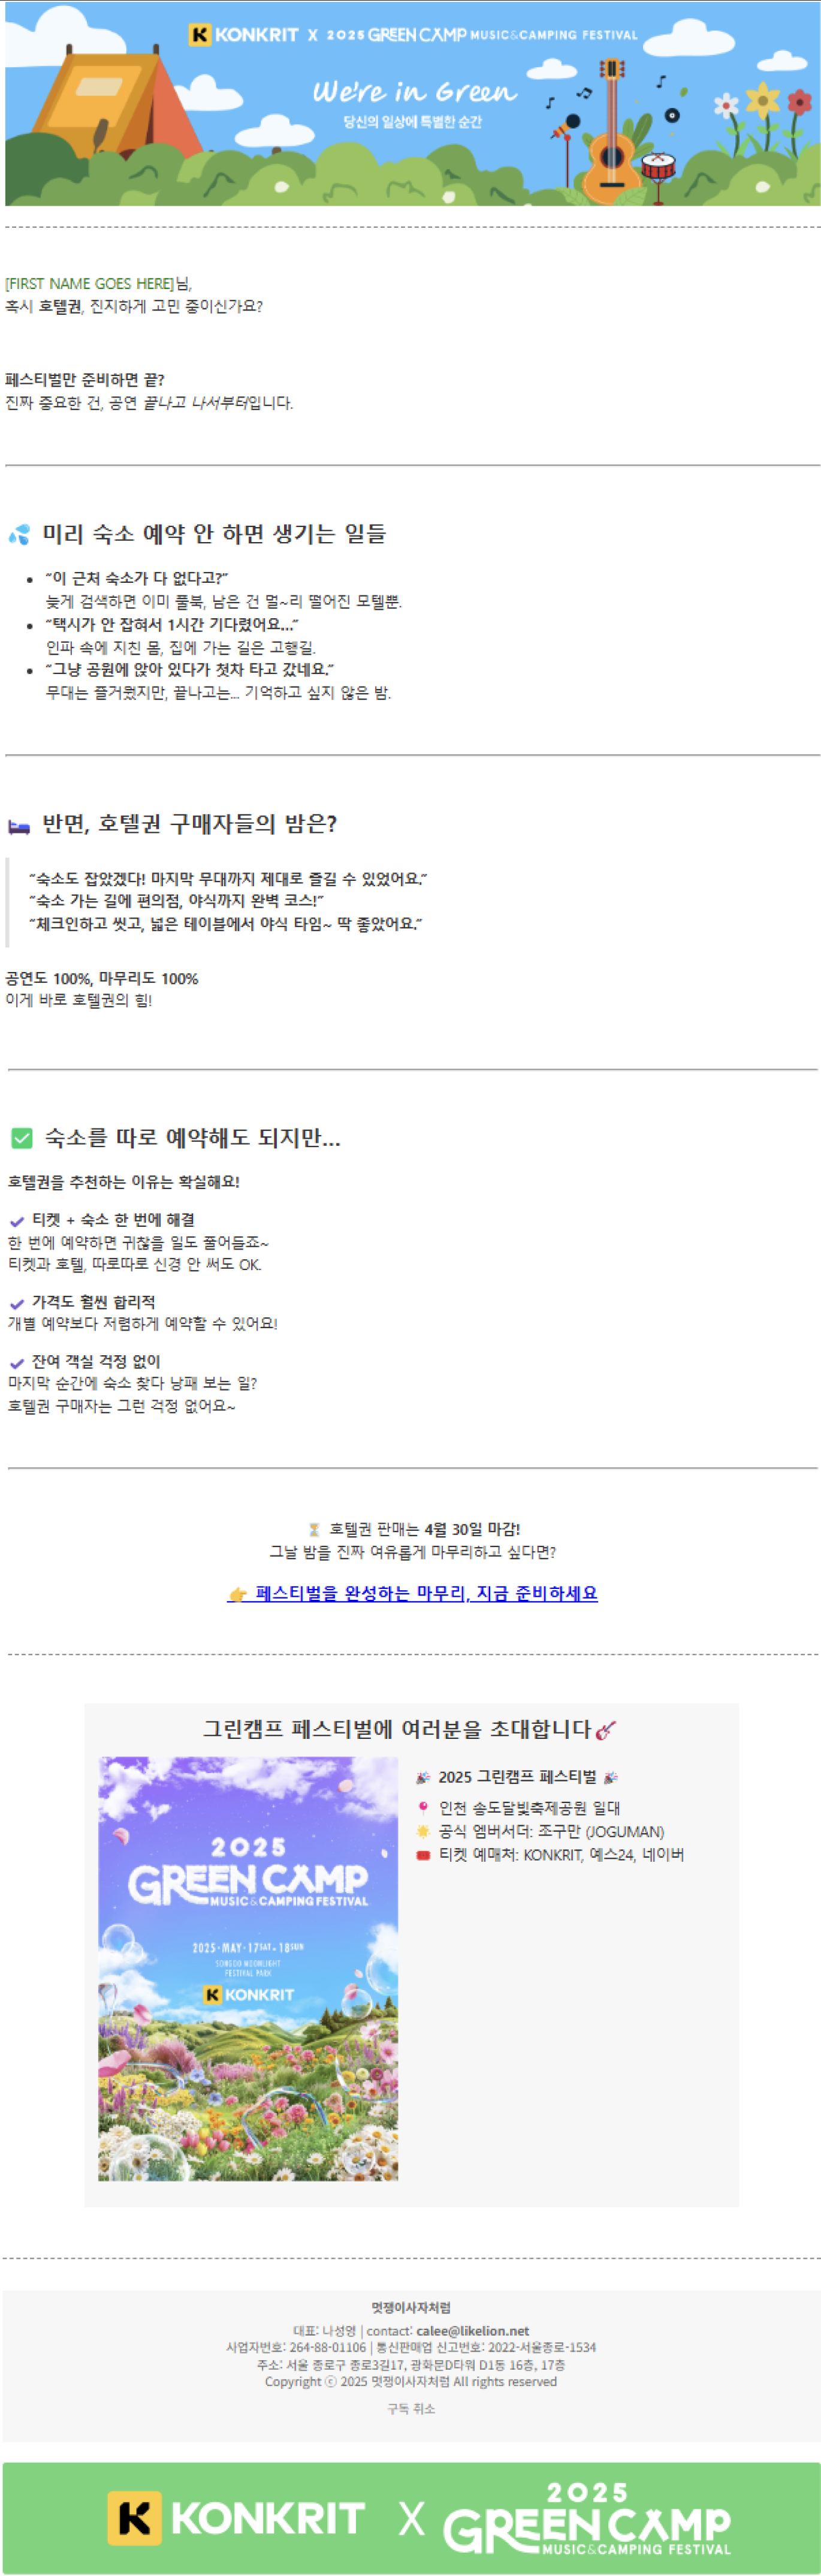 KONKRIT X 2025 GREEN CAMP MUSIC&CAMPING FESTIVAL
We're in Green
당신의 일상에 특별한 순간
[FIRST NAME GOES HERE]님,
혹시 호텔권, 진지하게 고민 중이신가요?
페스티벌만 준비하면 끝?
진짜 중요한 건, 공연 끝나고 나서부터입니다.
💦 미리 숙소 예약 안 하면 생기는 일들
• “이 근처 숙소가 다 없다고?”
늦게 검색하면 이미 풀북, 남은 건 멀~리 떨어진 모텔뿐.
• “택시가 안 잡혀서 1시간 기다렸어요…”
인파 속에 지친 몸, 집에 가는 길은 고행길.
• “그냥 공원에 앉아 있다가 첫차 타고 갔네요.”
무대는 즐거웠지만, 끝나고는… 기억하고 싶지 않은 밤.
🛏️ 반면, 호텔권 구매자들의 밤은?
“숙소도 잡았겠다! 마지막 무대까지 제대로 즐길 수 있었어요.”
“숙소 가는 길에 편의점, 야식까지 완벽 코스!”
“체크인하고 씻고, 넓은 테이블에서 야식 타임~ 딱 좋았어요.”
공연도 100%, 마무리도 100%
이게 바로 호텔권의 힘!
✅ 숙소를 따로 예약해도 되지만…
호텔권을 추천하는 이유는 확실해요!
✔ 티켓 + 숙소 한 번에 해결
한 번에 예약하면 귀찮을 일도 줄어들죠~
티켓과 호텔, 따로따로 신경 안 써도 OK.
✔ 가격도 훨씬 합리적
개별 예약보다 저렴하게 예약할 수 있어요!
✔ 잔여 객실 걱정 없이
마지막 순간에 숙소 찾다 낭패 보는 일?
호텔권 구매자는 그런 걱정 없어요~
⏳ 호텔권 판매는 4월 30일 마감!
그날 밤을 진짜 여유롭게 마무리하고 싶다면?
👉 페스티벌을 완성하는 마무리, 지금 준비하세요
그린캠프 페스티벌에 여러분을 초대합니다🎸
2025
GREEN CAMP
MUSIC&CAMPING FESTIVAL
2025·MAY·17SAT-18SUN
SONGDO MOONLIGHT
FESTIVAL PARK
KONKRIT
🎉 2025 그린캠프 페스티벌 🎉
📍 인천 송도달빛축제공원 일대
🌟 공식 엠버서더: 조구만 (JOGUMAN)
🎟️ 티켓 예매처: KONKRIT, 예스24, 네이버
멋쟁이사자처럼
대표: 나성영 | contact: calee@likelion.net
사업자번호: 264-88-01106 | 통신판매업 신고번호: 2022-서울종로-1534
주소: 서울 종로구 종로3길17, 광화문D타워 D1동 16층, 17층
Copyright ⓒ 2025 멋쟁이사자처럼 All rights reserved
구독 취소
KONKRIT X 2025 GREEN CAMP MUSIC&CAMPING FESTIVAL